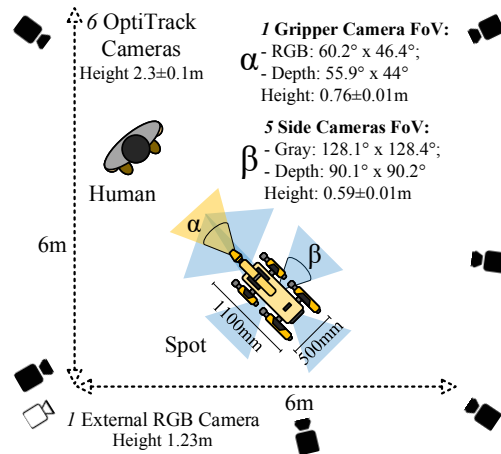 6 OptiTrack
Cameras
Height 2.3±0.1m
1 Gripper Camera FoV:
α
- RGB: 60.2° x 46.4°;
- Depth: 55.9° x 44°
Height: 0.76±0.01m
5 Side Cameras FoV:
β
- Gray: 128.1° x 128.4°;
- Depth: 90.1° x 90.2°
Height: 0.59±0.01m
Human
6m
α
β
1100mm
500mm
Spot
6m
1 External RGB Camera
Height 1.23m